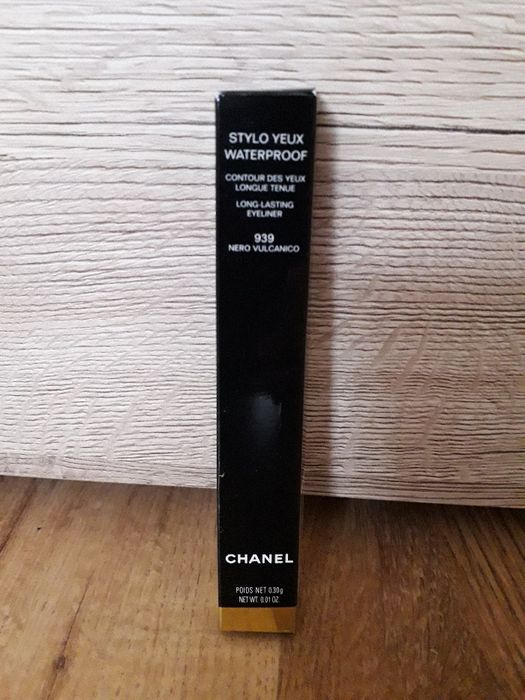 STYLO YEUX
WATERPROOF
CONTOUR DES YEUX
LONGUE TENUE
LONG-LASTING
EYELINER
939
NERO VULCANICO
CHANEL
POIDS NET 0.30g
NET WT. 0.01 OZ.